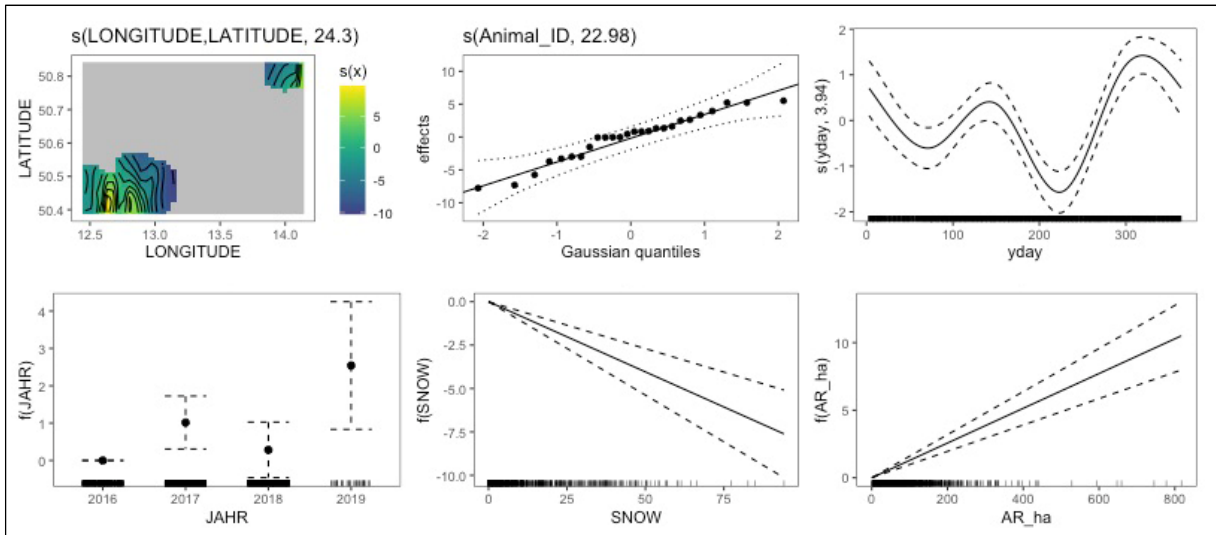 s(LONGITUDE,LATITUDE, 24.3)
s(x)
5
0
-5
-10
50.8
50.7
50.6
50.5
50.4
LATITUDE
12.5 13.0 13.5 14.0
LONGITUDE
s(Animal_ID, 22.98)
10
5
0
-5
-10
effects
-2 -1 0 1 2
Gaussian quantiles
2
1
0
-1
-2
s(yday, 3.94)
0 100 200 300
yday
4
3
2
1
0
f(JAHR)
2016 2017 2018 2019
JAHR
0.0
-2.5
-5.0
-7.5
-10.0
f(SNOW)
0 25 50 75
SNOW
10
5
0
f(AR_ha)
0 200 400 600 800
AR_ha